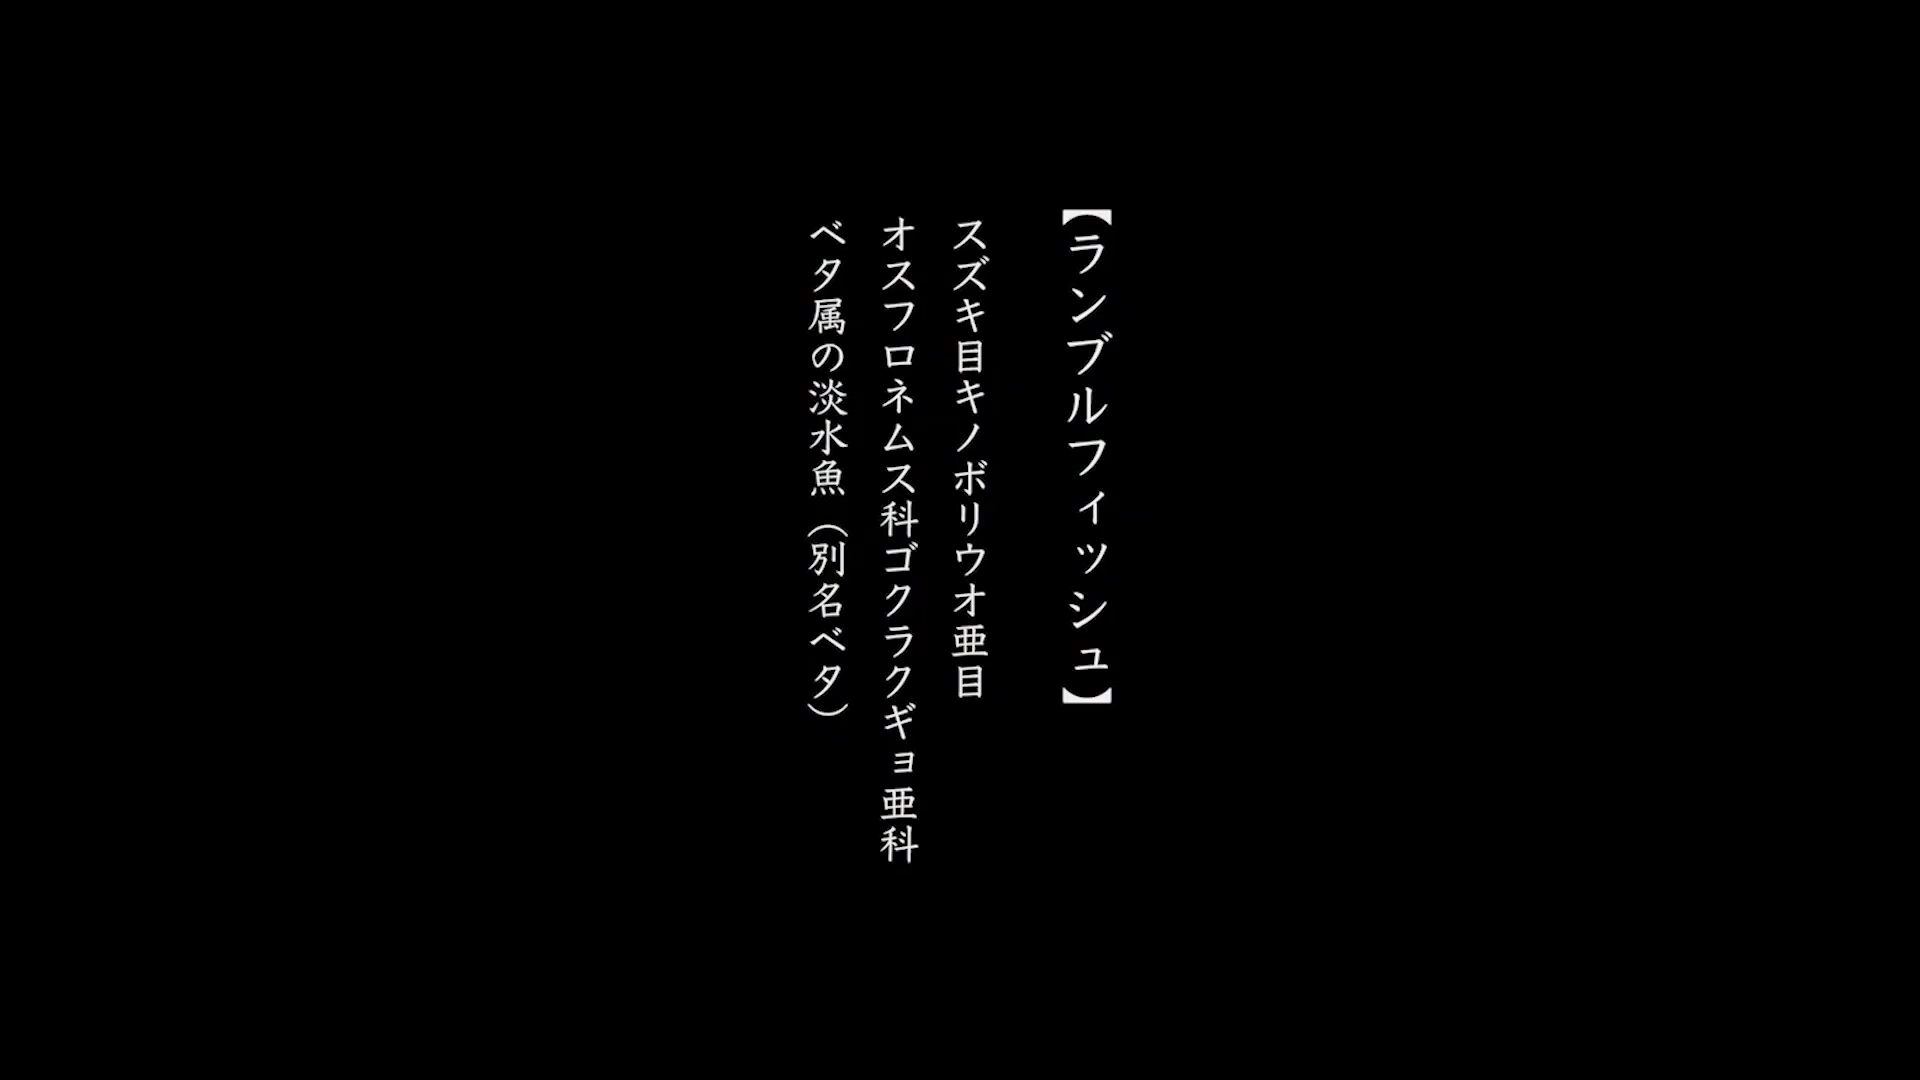 【ランブルフィッシュ】
スズキ目キノボリウオ亜目
オスフロネムス科ゴクラクギョ亜科
ベタ属の淡水魚（別名ベタ）